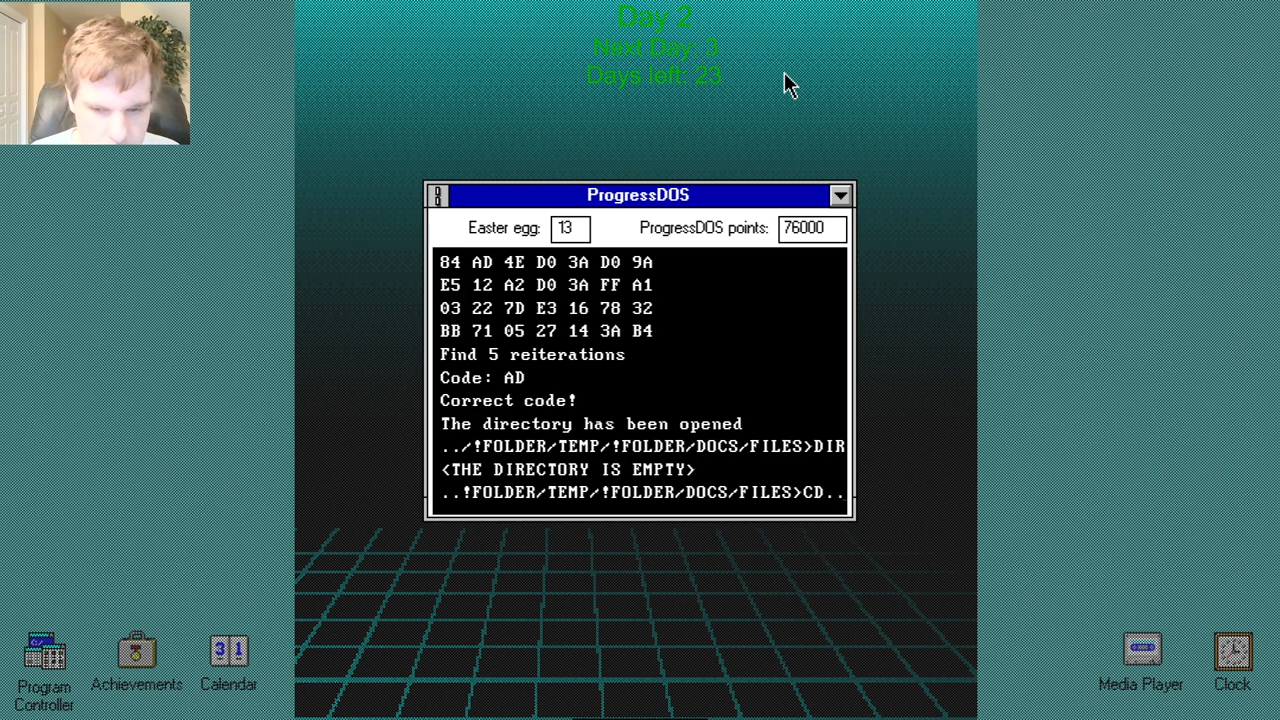 Day 2
Next Day: 3
Days left: 23
ProgressDOS
Easter egg: 13 ProgressDOS points: 76000
84 AD 4E D0 3A D0 9A
E5 12 A2 D0 3A FF A1
03 22 7D E3 16 78 32
BB 71 05 27 14 3A B4
Find 5 reiterations
Code: AD
Correct code!
The directory has been opened
../!FOLDER/TEMP/!FOLDER/DOCS/FILES>DIR
<THE DIRECTORY IS EMPTY>
..!FOLDER/TEMP/!FOLDER/DOCS/FILES>CD..
Program Controller
Achievements
31
Calendar
Media Player
Clock